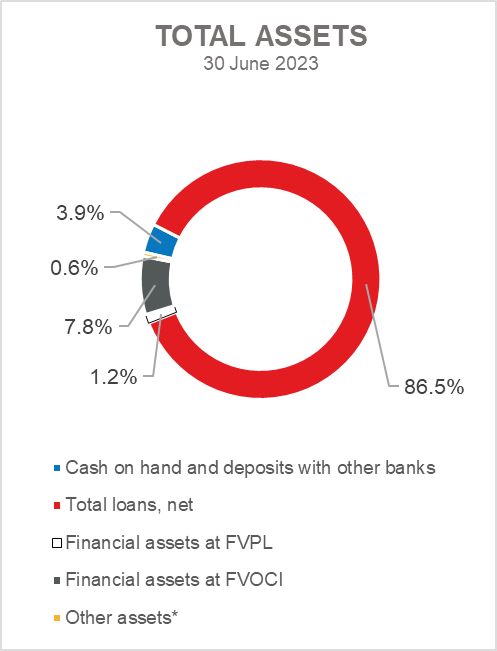 TOTAL ASSETS
30 June 2023
3.9%
0.6%
7.8%
1.2%
86.5%
Cash on hand and deposits with other banks
Total loans, net
Financial assets at FVPL
Financial assets at FVOCI
Other assets*